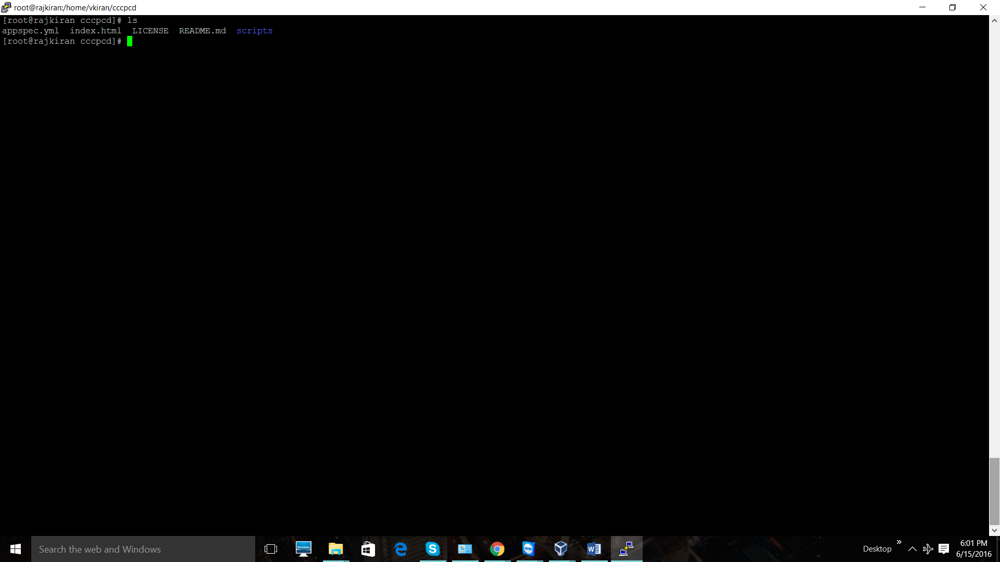 root@rajkiran:/home/vkiran/cccpcd
[root@rajkiran cccpcd]# ls
appspec.yml  index.html  LICENSE  README.md  scripts
[root@rajkiran cccpcd]#
Search the web and Windows
Desktop
6:01 PM
6/15/2016